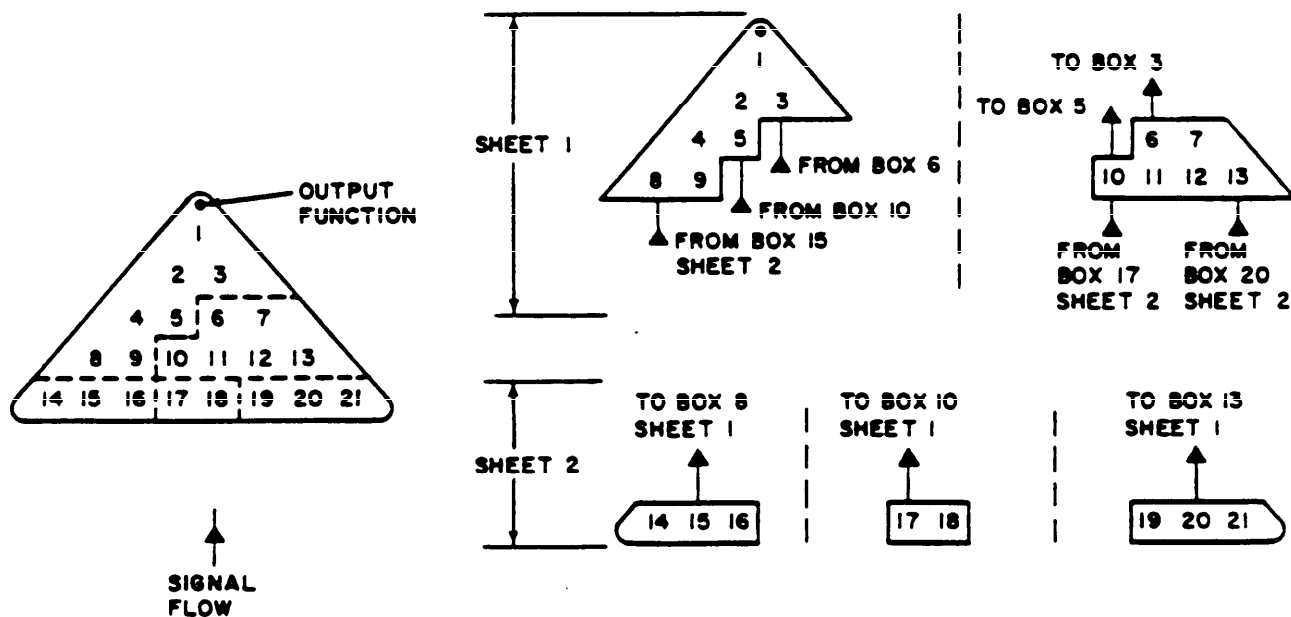 OUTPUT
FUNCTION
1
2 3
4 5 6 7
8 9 10 11 12 13
14 15 16 17 18 19 20 21
SIGNAL
FLOW
SHEET 1
1
2 3
4 5
8 9
FROM BOX 6
FROM BOX 10
FROM BOX 15
SHEET 2
TO BOX 3
TO BOX 5
6 7
10 11 12 13
FROM
BOX 17
SHEET 2
FROM
BOX 20
SHEET 2
SHEET 2
TO BOX 8
SHEET 1
14 15 16
TO BOX 10
SHEET 1
17 18
TO BOX 13
SHEET 1
19 20 21